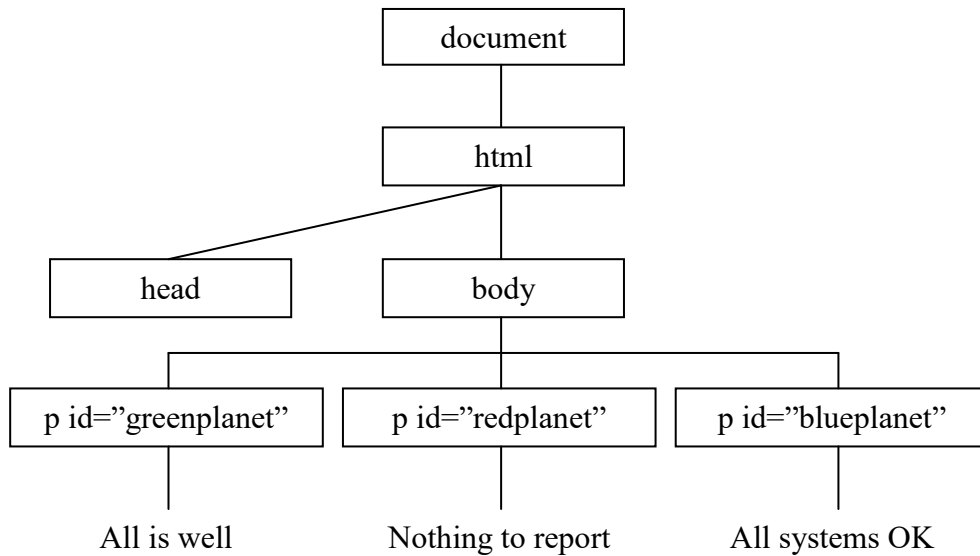 document
html
head
body
p id=”greenplanet”
p id=”redplanet”
p id=”blueplanet”
All is well
Nothing to report
All systems OK